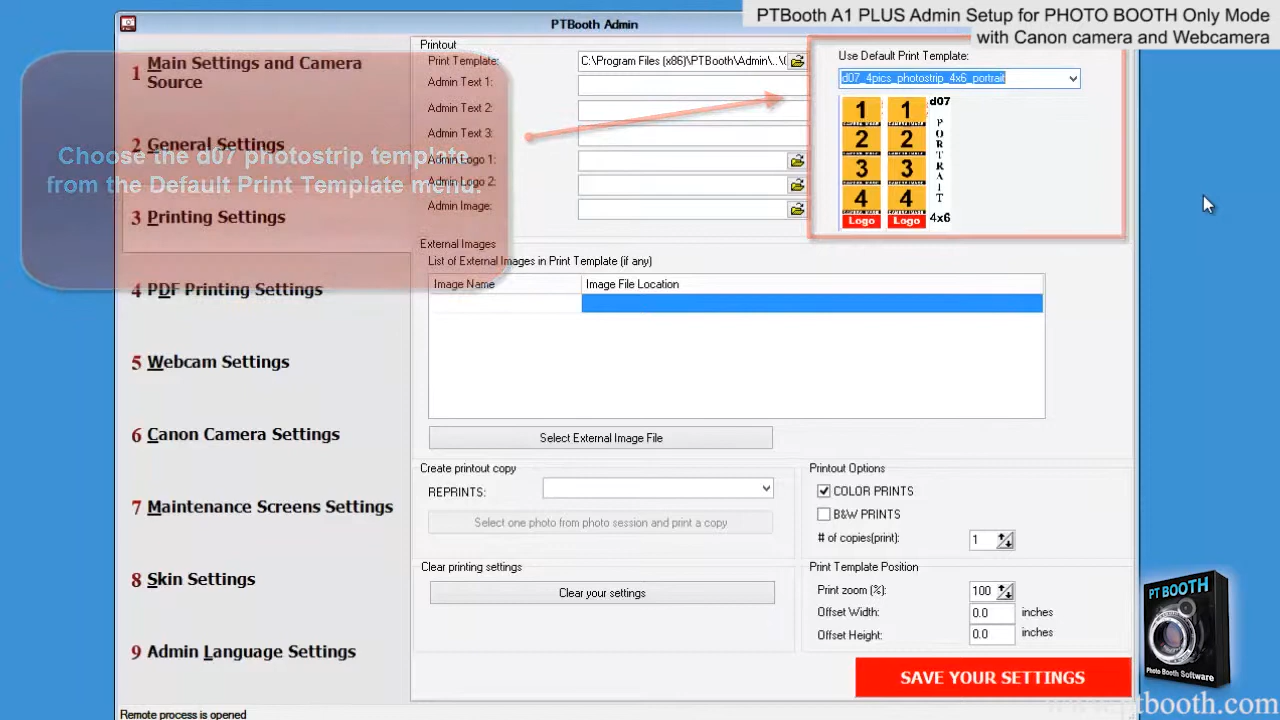 PTBooth Admin
PTBooth A1 PLUS Admin Setup for PHOTO BOOTH Only Mode
with Canon camera and Webcamera
1 Main Settings and Camera
Source
2 General Settings
Choose the d07 photostrip template
from the Default Print Template menu.
3 Printing Settings
4 PDF Printing Settings
5 Webcam Settings
6 Canon Camera Settings
7 Maintenance Screens Settings
8 Skin Settings
9 Admin Language Settings
Remote process is opened
Printout
Print Template: C:\Program Files (x86)\PTBooth\Admin\..\
Admin Text 1:
Admin Text 2:
Admin Text 3:
Admin Logo 1:
Admin Logo 2:
Admin Image:
Use Default Print Template:
d07_4pics_photostrip_4x6_portrait
1 1 d07
2 2
3 3
4 4
Logo Logo
PORTRAIT
4x6
External Images
List of External Images in Print Template (if any)
Image Name Image File Location
Select External Image File
Create printout copy
REPRINTS:
Select one photo from photo session and print a copy
Clear printing settings
Clear your settings
Printout Options
COLOR PRINTS
B&W PRINTS
# of copies(print): 1
Print Template Position
Print zoom (%): 100
Offset Width: 0.0 inches
Offset Height: 0.0 inches
SAVE YOUR SETTINGS
PT BOOTH
Photo Booth Software
www.ptbooth.com